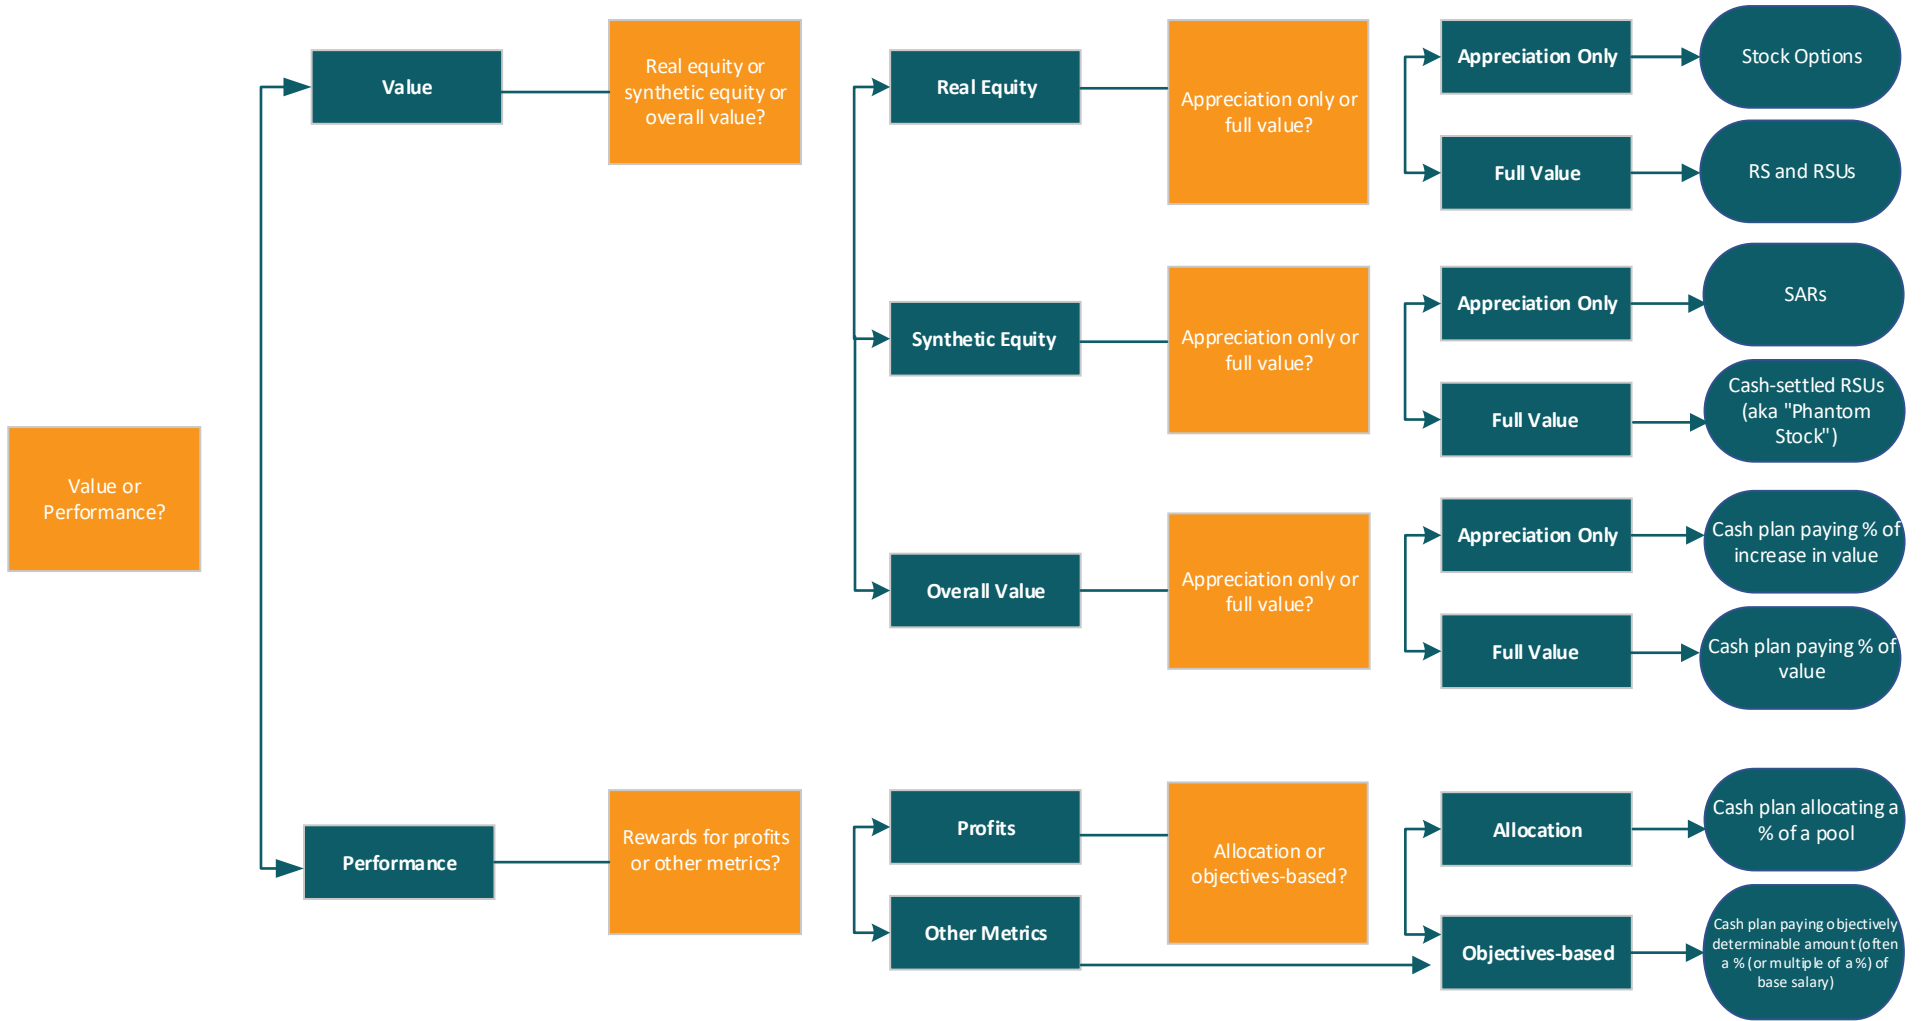 Value or
Performance?
Value
Real equity or
synthetic equity or
overall value?
Real Equity
Appreciation only or
full value?
Appreciation Only
Stock Options
Full Value
RS and RSUs
Synthetic Equity
Appreciation only or
full value?
Appreciation Only
SARs
Full Value
Cash-settled RSUs
(aka "Phantom
Stock")
Overall Value
Appreciation only or
full value?
Appreciation Only
Cash plan paying % of
increase in value
Full Value
Cash plan paying % of
value
Performance
Rewards for profits
or other metrics?
Profits
Allocation or
objectives-based?
Allocation
Cash plan allocating a
% of a pool
Other Metrics
Objectives-based
Cash plan paying objectively
determinable amount (often
a % (or multiple of a %) of
base salary)